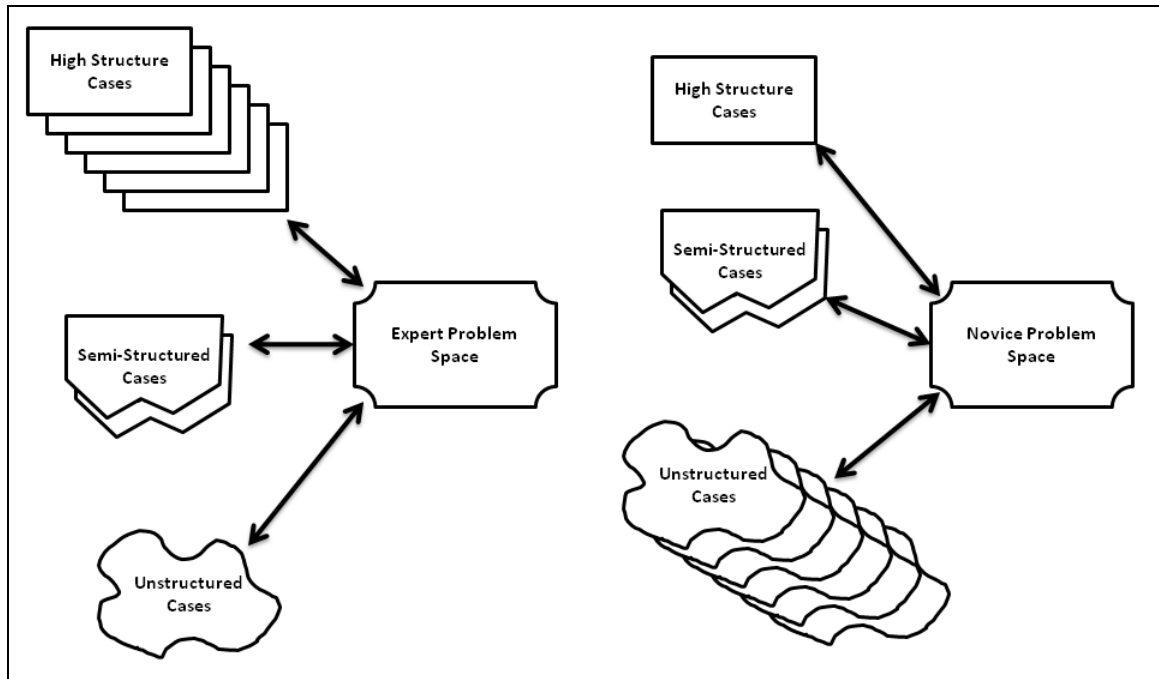 High Structure
Cases
Semi-Structured
Cases
Expert Problem
Space
Unstructured
Cases
High Structure
Cases
Semi-Structured
Cases
Novice Problem
Space
Unstructured
Cases